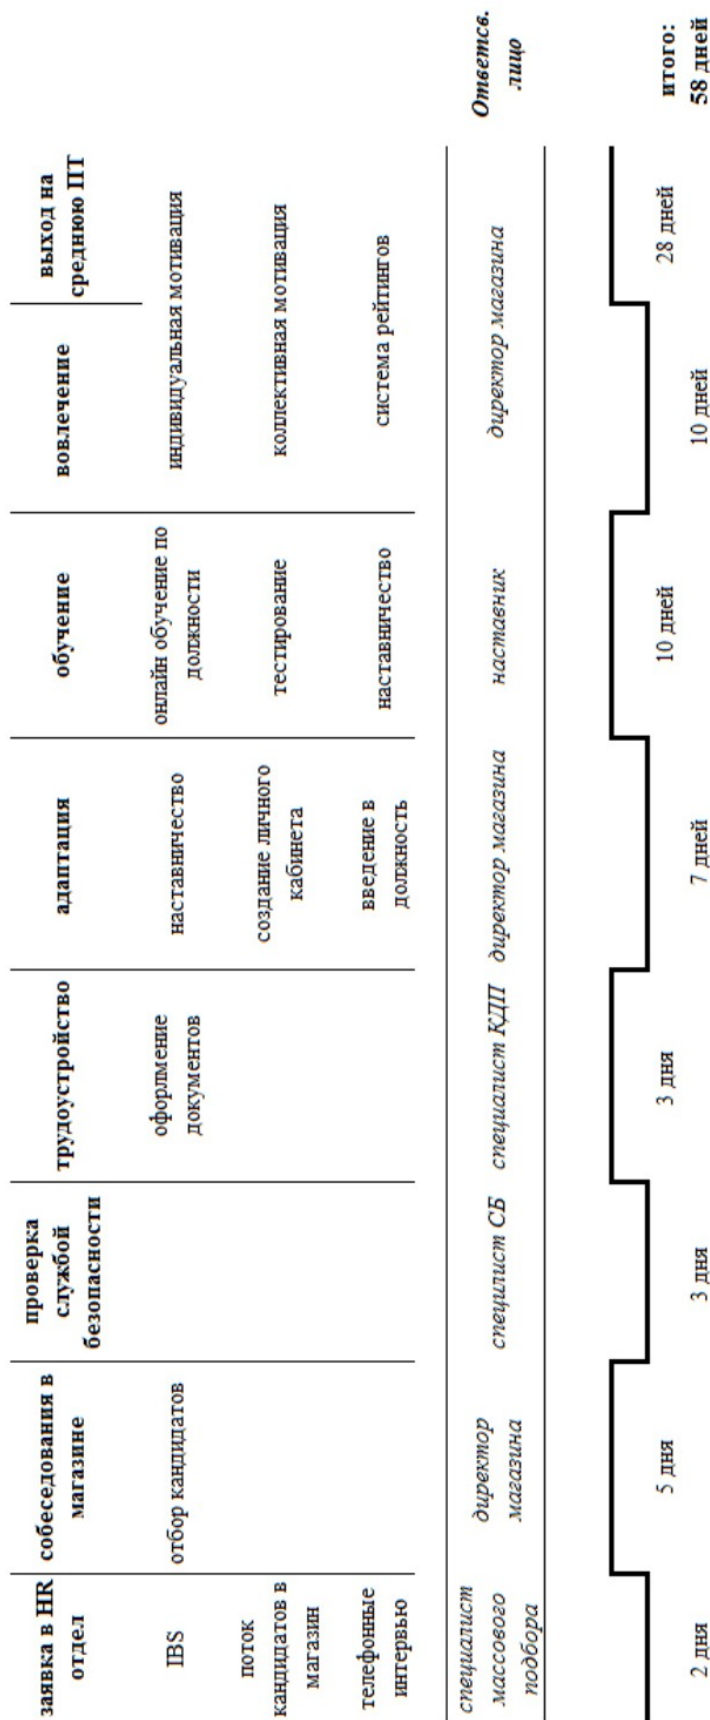 заявка в HR
отдел
собеседования в
магазине
проверка
службой
безопасности
трудоустройство
адаптация
обучение
вовлечение
выход на
среднюю ПТ
IBS
отбор кандидатов
офорлмение
документов
наставничество
онлайн обучение по
должности
индивидуальная мотивация
поток
кандидатов в
магазин
создание личного
кабинета
тестирование
коллективная мотивация
телефонные
интервью
введение в
должность
наставничество
система рейтингов
специалист
массового
подбора
директор
магазина
специлист СБ
специалист КДП
директор магазина
наставник
директор магазина
Ответсв.
лицо
2 дня
5 дня
3 дня
3 дня
7 дней
10 дней
10 дней
28 дней
итого:
58 дней